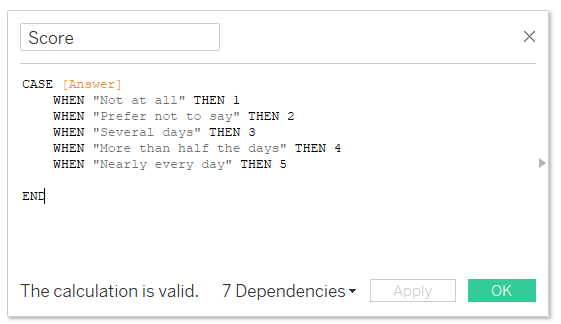 Score
CASE [Answer]
WHEN "Not at all" THEN 1
WHEN "Prefer not to say" THEN 2
WHEN "Several days" THEN 3
WHEN "More than half the days" THEN 4
WHEN "Nearly every day" THEN 5
END
The calculation is valid. 7 Dependencies Apply OK